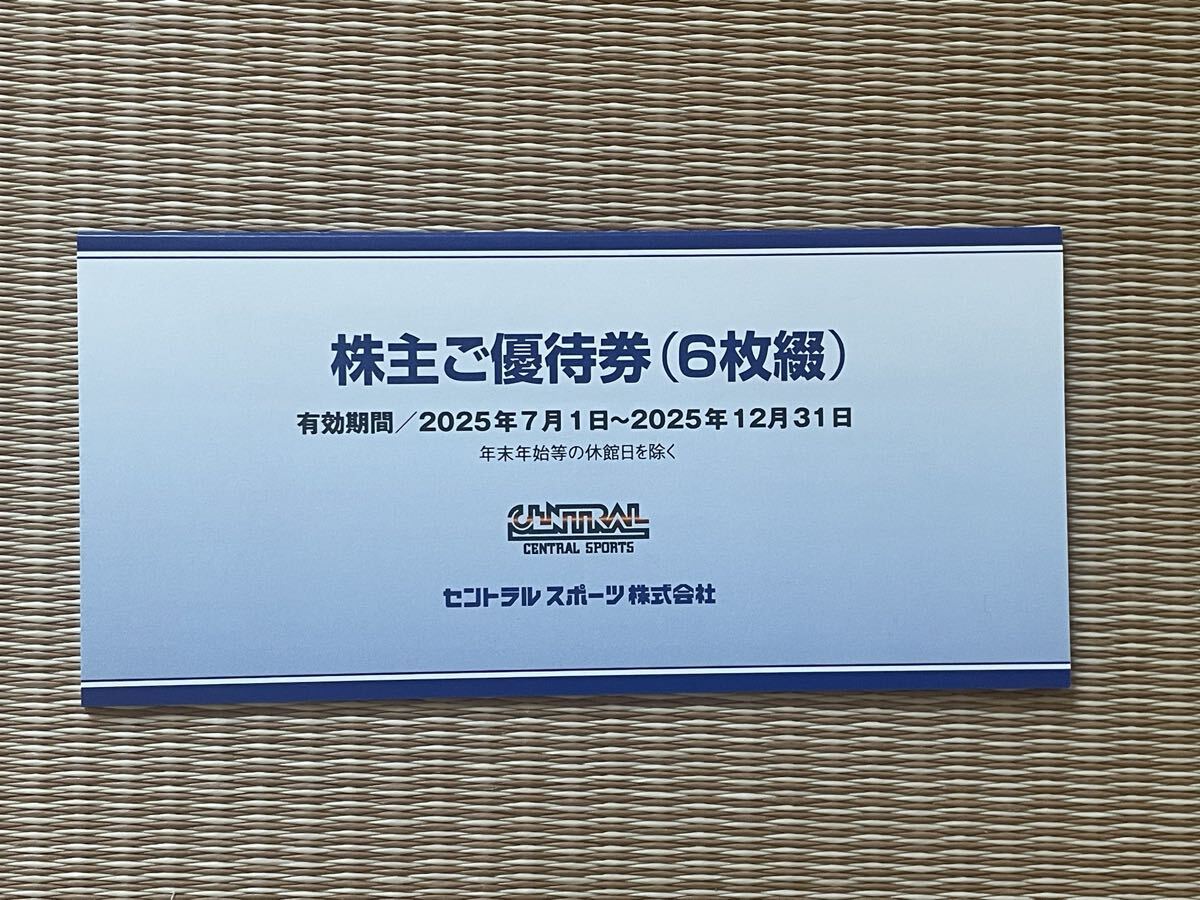 株主ご優待券（6枚綴）
有効期間／2025年7月1日～2025年12月31日
年末年始等の休館日を除く
CENTRAL
CENTRAL SPORTS
セントラルスポーツ株式会社